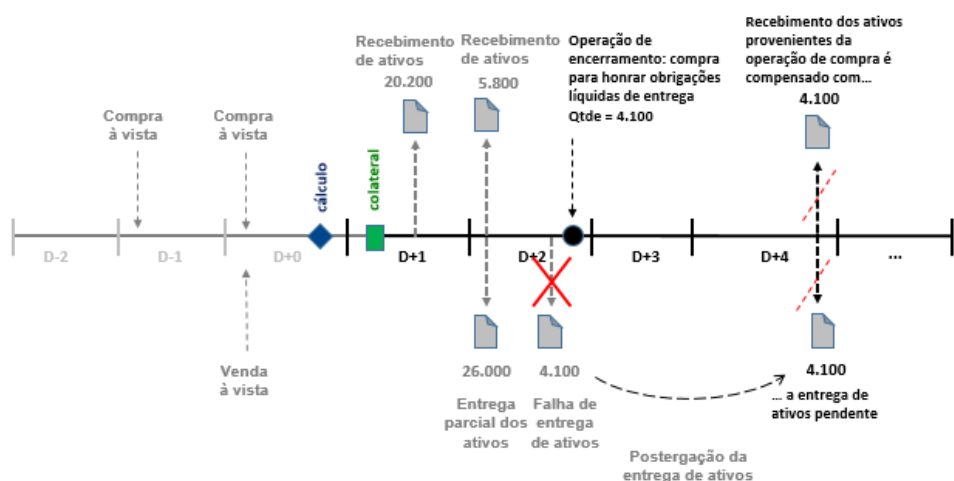 Recebimento
de ativos
20.200
Recebimento
de ativos
5.800
Operação de
encerramento: compra
para honrar obrigações
líquidas de entrega
Qtde = 4.100
Recebimento dos ativos
provenientes da
operação de compra é
compensado com...
4.100
Compra
à vista
Compra
à vista
cálculo
colateral
D-2
D-1
D+0
D+1
D+2
D+3
D+4
...
Venda
à vista
26.000
Entrega
parcial dos
ativos
4.100
Falha de
entrega
de ativos
4.100
... a entrega de
ativos pendente
Postergação da
entrega de ativos